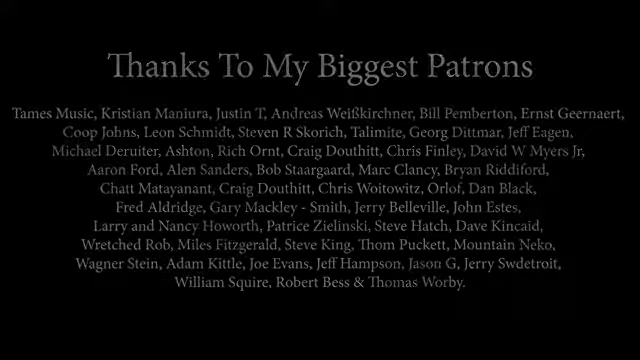 Thanks To My Biggest Patrons
Tames Music, Kristian Maniura, Justin T, Andreas Weißkirchner, Bill Pemberton, Ernst Geernaert,
Coop Johns, Leon Schmidt, Steven R Skorich, Talimite, Georg Dittmar, Jeff Eagen,
Michael Deruiter, Ashton, Rich Ornt, Craig Douthitt, Chris Finley, David W Myers Jr,
Aaron Ford, Alen Sanders, Bob Staargaard, Marc Clancy, Bryan Riddiford,
Chatt Matayanant, Craig Douthitt, Chris Woitowitz, Orlof, Dan Black,
Fred Aldridge, Gary Mackley - Smith, Jerry Belleville, John Estes,
Larry and Nancy Howorth, Patrice Zielinski, Steve Hatch, Dave Kincaid,
Wretched Rob, Miles Fitzgerald, Steve King, Thom Puckett, Mountain Neko,
Wagner Stein, Adam Kittle, Joe Evans, Jeff Hampson, Jason G, Jerry Swdetroit,
William Squire, Robert Bess & Thomas Worby.